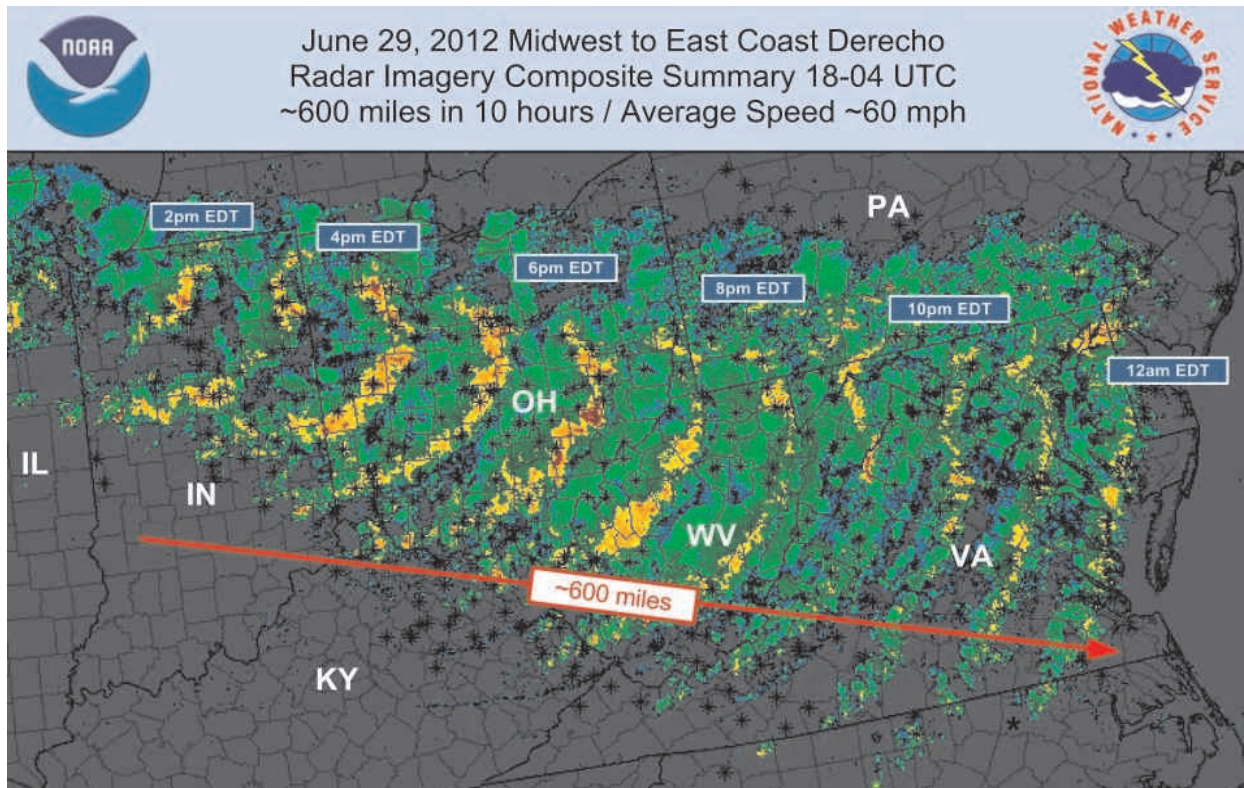 NOAA
June 29, 2012 Midwest to East Coast Derecho
Radar Imagery Composite Summary 18-04 UTC
~600 miles in 10 hours / Average Speed ~60 mph
NATIONAL WEATHER SERVICE
2pm EDT
4pm EDT
6pm EDT
8pm EDT
10pm EDT
12am EDT
PA
OH
IL
IN
WV
VA
~600 miles
KY